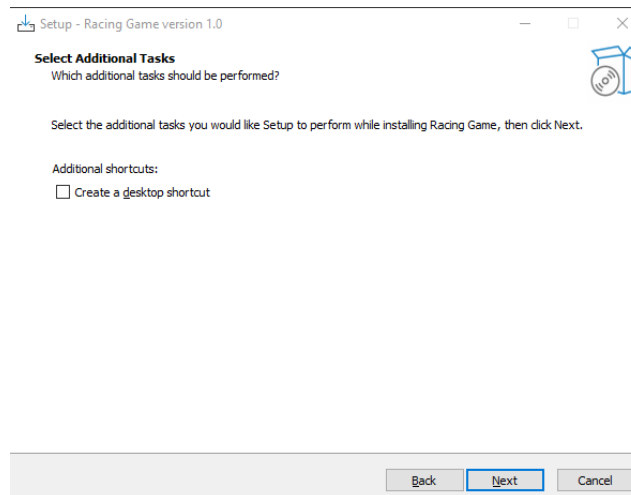 Setup - Racing Game version 1.0
Select Additional Tasks
Which additional tasks should be performed?
Select the additional tasks you would like Setup to perform while installing Racing Game, then click Next.
Additional shortcuts:
Create a desktop shortcut
Back Next Cancel